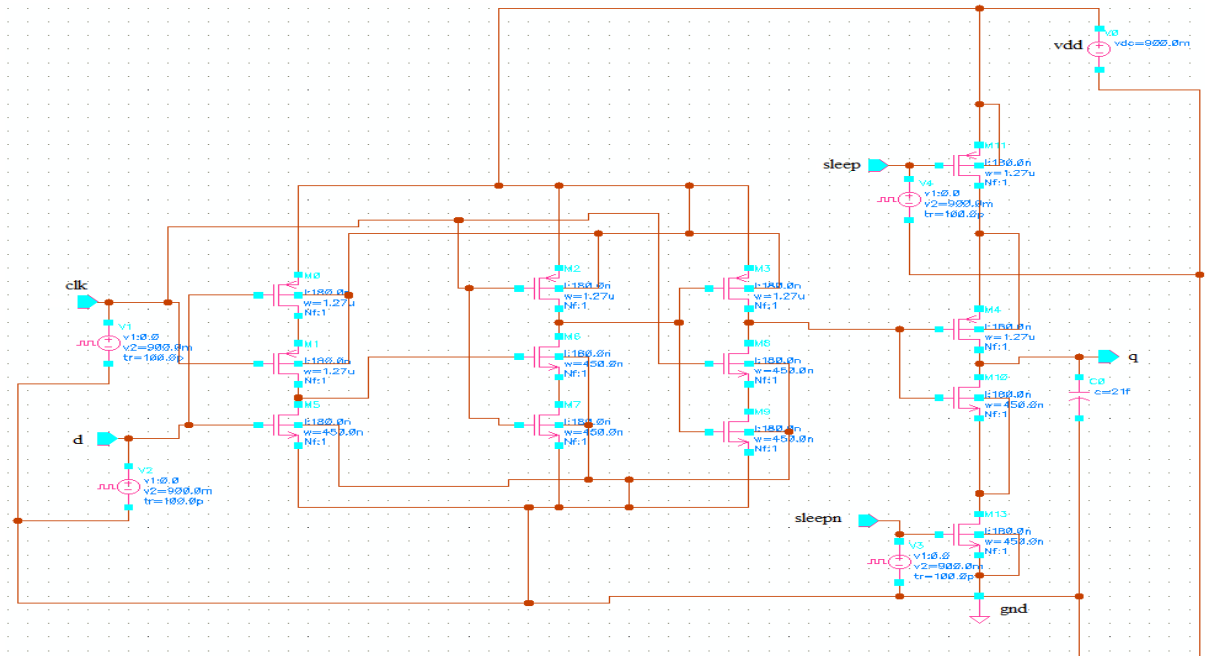 V0
vdd
vdc=900.0m
M11
sleep
l:180.0n
w=1.27u
Nf:1
V4
v1:0.0
v2=900.0m
tr=100.0p
M0
l:180.0n
w=1.27u
Nf:1
M2
l:180.0n
w=1.27u
Nf:1
M3
l:180.0n
w=1.27u
Nf:1
clk
V1
v1:0.0
v2=900.0m
tr=100.0p
M1
l:180.0n
w=1.27u
Nf:1
M6
l:180.0n
w=450.0n
Nf:1
M8
l:180.0n
w=450.0n
Nf:1
M4
l:180.0n
w=1.27u
Nf:1
q
C0
c=21f
M5
l:180.0n
w=450.0n
Nf:1
M7
l:180.0n
w=450.0n
Nf:1
M9
l:180.0n
w=450.0n
Nf:1
M10
l:180.0n
w=450.0n
Nf:1
d
V2
v1:0.0
v2=900.0m
tr=100.0p
sleepn
M13
l:180.0n
w=450.0n
Nf:1
V3
v1:0.0
v2=900.0m
tr=100.0p
gnd